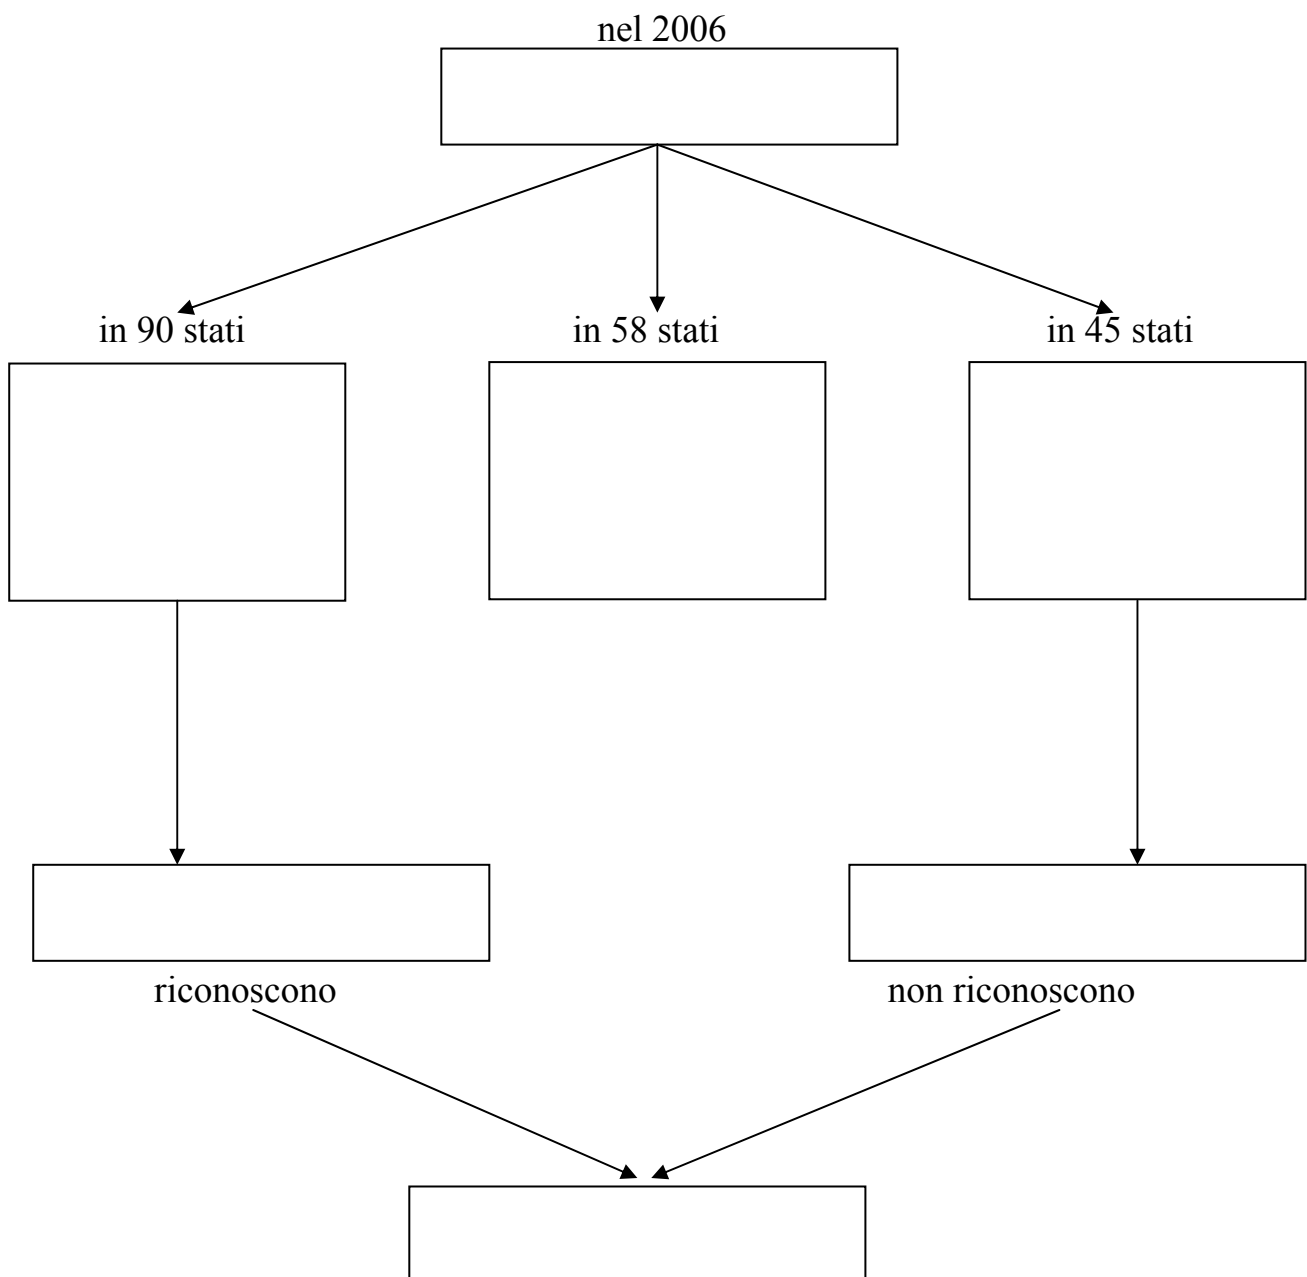 nel 2006
in 90 stati
in 58 stati
in 45 stati
riconoscono
non riconoscono